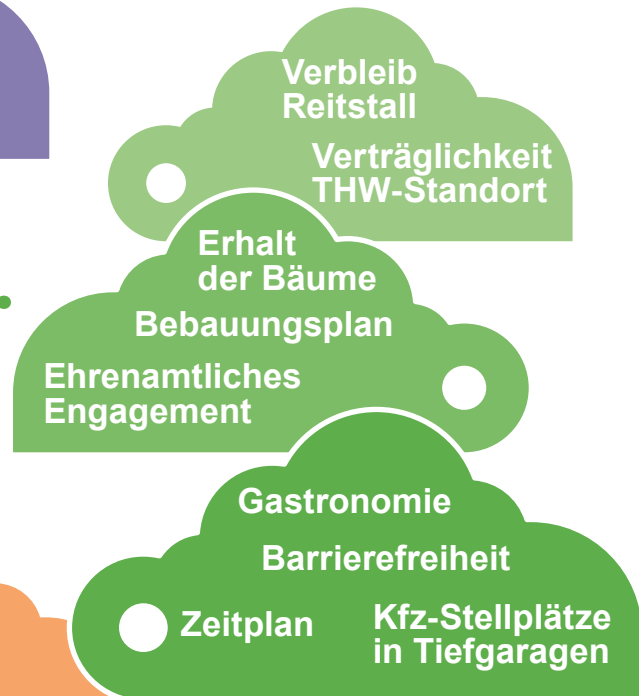 Verbleib
Reitstall
Verträglichkeit
THW-Standort
Erhalt
der Bäume
Bebauungsplan
Ehrenamtliches
Engagement
Gastronomie
Barrierefreiheit
Zeitplan
Kfz-Stellplätze
in Tiefgaragen